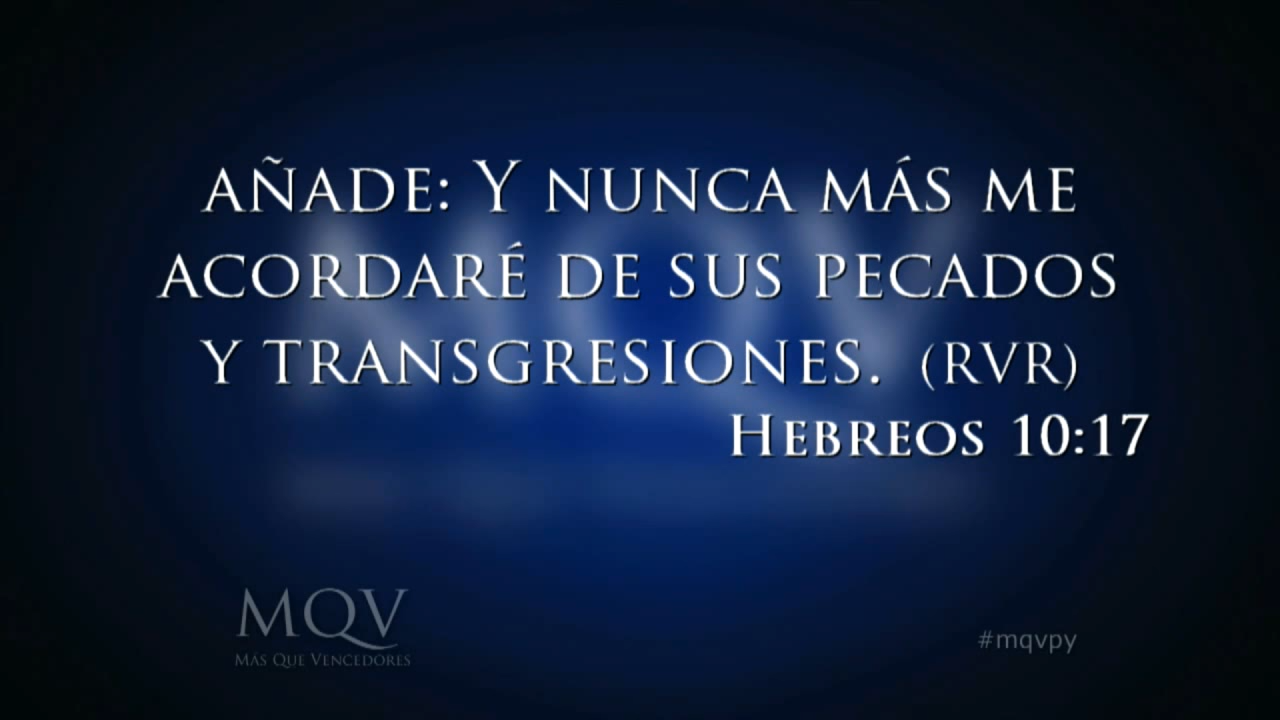 AÑADE: Y NUNCA MÁS ME
ACORDARÉ DE SUS PECADOS
Y TRANSGRESIONES. (RVR)
HEBREOS 10:17
MQV
MÁS QUE VENCEDORES
#mqvpy